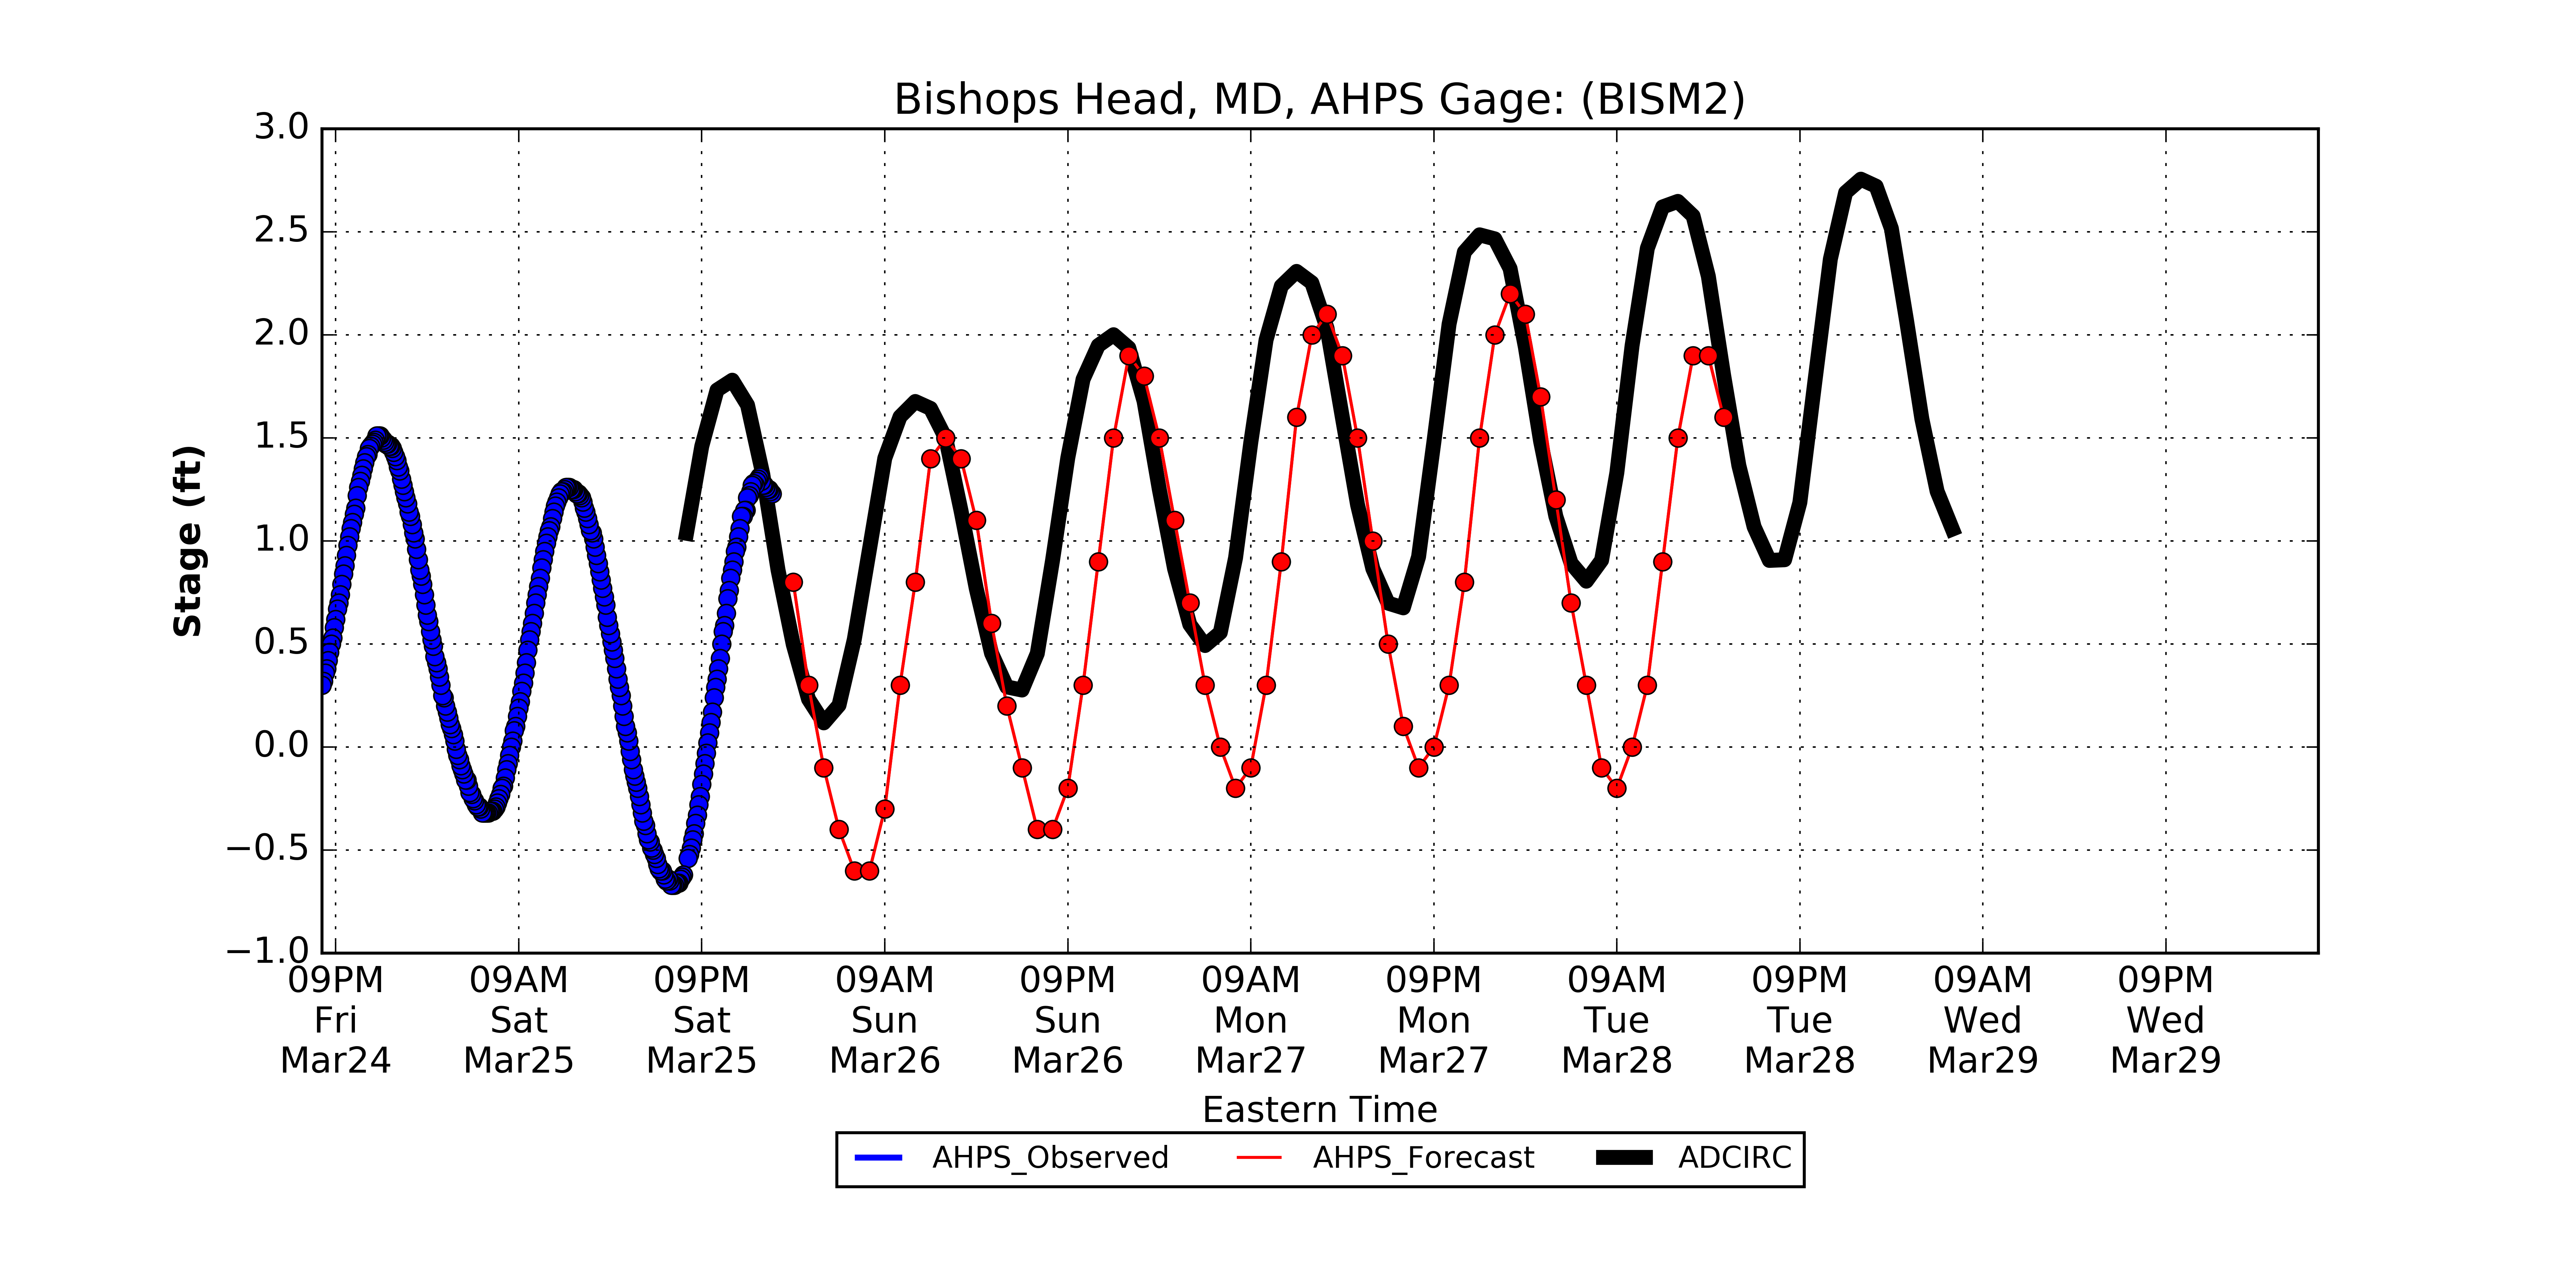 Bishops Head, MD, AHPS Gage: (BISM2)
Stage (ft)
3.0
2.5
2.0
1.5
1.0
0.5
0.0
−0.5
−1.0
09PM 09AM 09PM 09AM 09PM 09AM 09PM 09AM 09PM 09AM 09PM
Fri Sat Sat Sun Sun Mon Mon Tue Tue Wed Wed
Mar24 Mar25 Mar25 Mar26 Mar26 Mar27 Mar27 Mar28 Mar28 Mar29 Mar29
Eastern Time
AHPS_Observed AHPS_Forecast ADCIRC